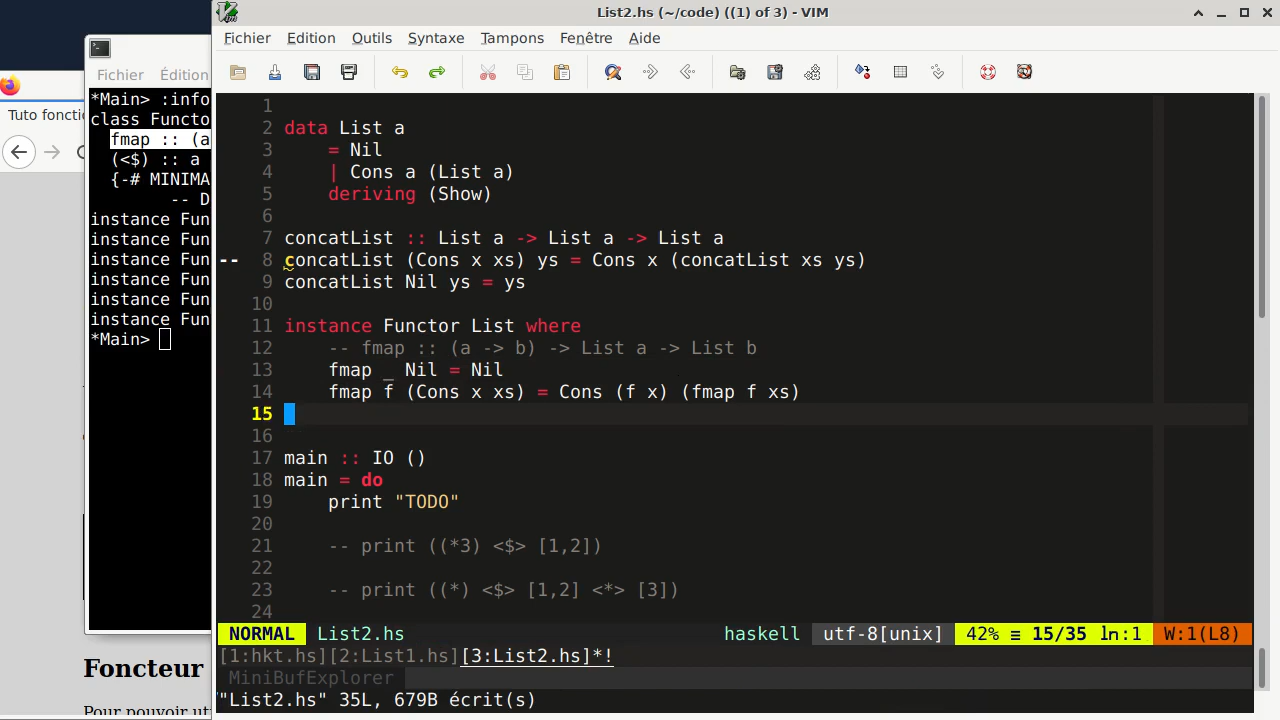 List2.hs (~/code) ((1) of 3) - VIM
Fichier Edition Outils Syntaxe Tampons Fenêtre Aide
Fichier Édition
Tuto foncti
*Main> :info
class Functo
fmap :: (a
(<$) :: a
{-# MINIMA
-- D
instance Fun
instance Fun
instance Fun
instance Fun
instance Fun
instance Fun
*Main>
Foncteur
Pour pouvoir ut
1
2 data List a
3 = Nil
4 | Cons a (List a)
5 deriving (Show)
6
7 concatList :: List a -> List a -> List a
-- 8 concatList (Cons x xs) ys = Cons x (concatList xs ys)
9 concatList Nil ys = ys
10
11 instance Functor List where
12 -- fmap :: (a -> b) -> List a -> List b
13 fmap _ Nil = Nil
14 fmap f (Cons x xs) = Cons (f x) (fmap f xs)
15
16
17 main :: IO ()
18 main = do
19 print "TODO"
20
21 -- print ((*3) <$> [1,2])
22
23 -- print ((*) <$> [1,2] <*> [3])
24
NORMAL List2.hs haskell utf-8[unix] 42% ≡ 15/35 ln:1 W:1(L8)
[1:hkt.hs][2:List1.hs][3:List2.hs]*!
MiniBufExplorer
"List2.hs" 35L, 679B écrit(s)